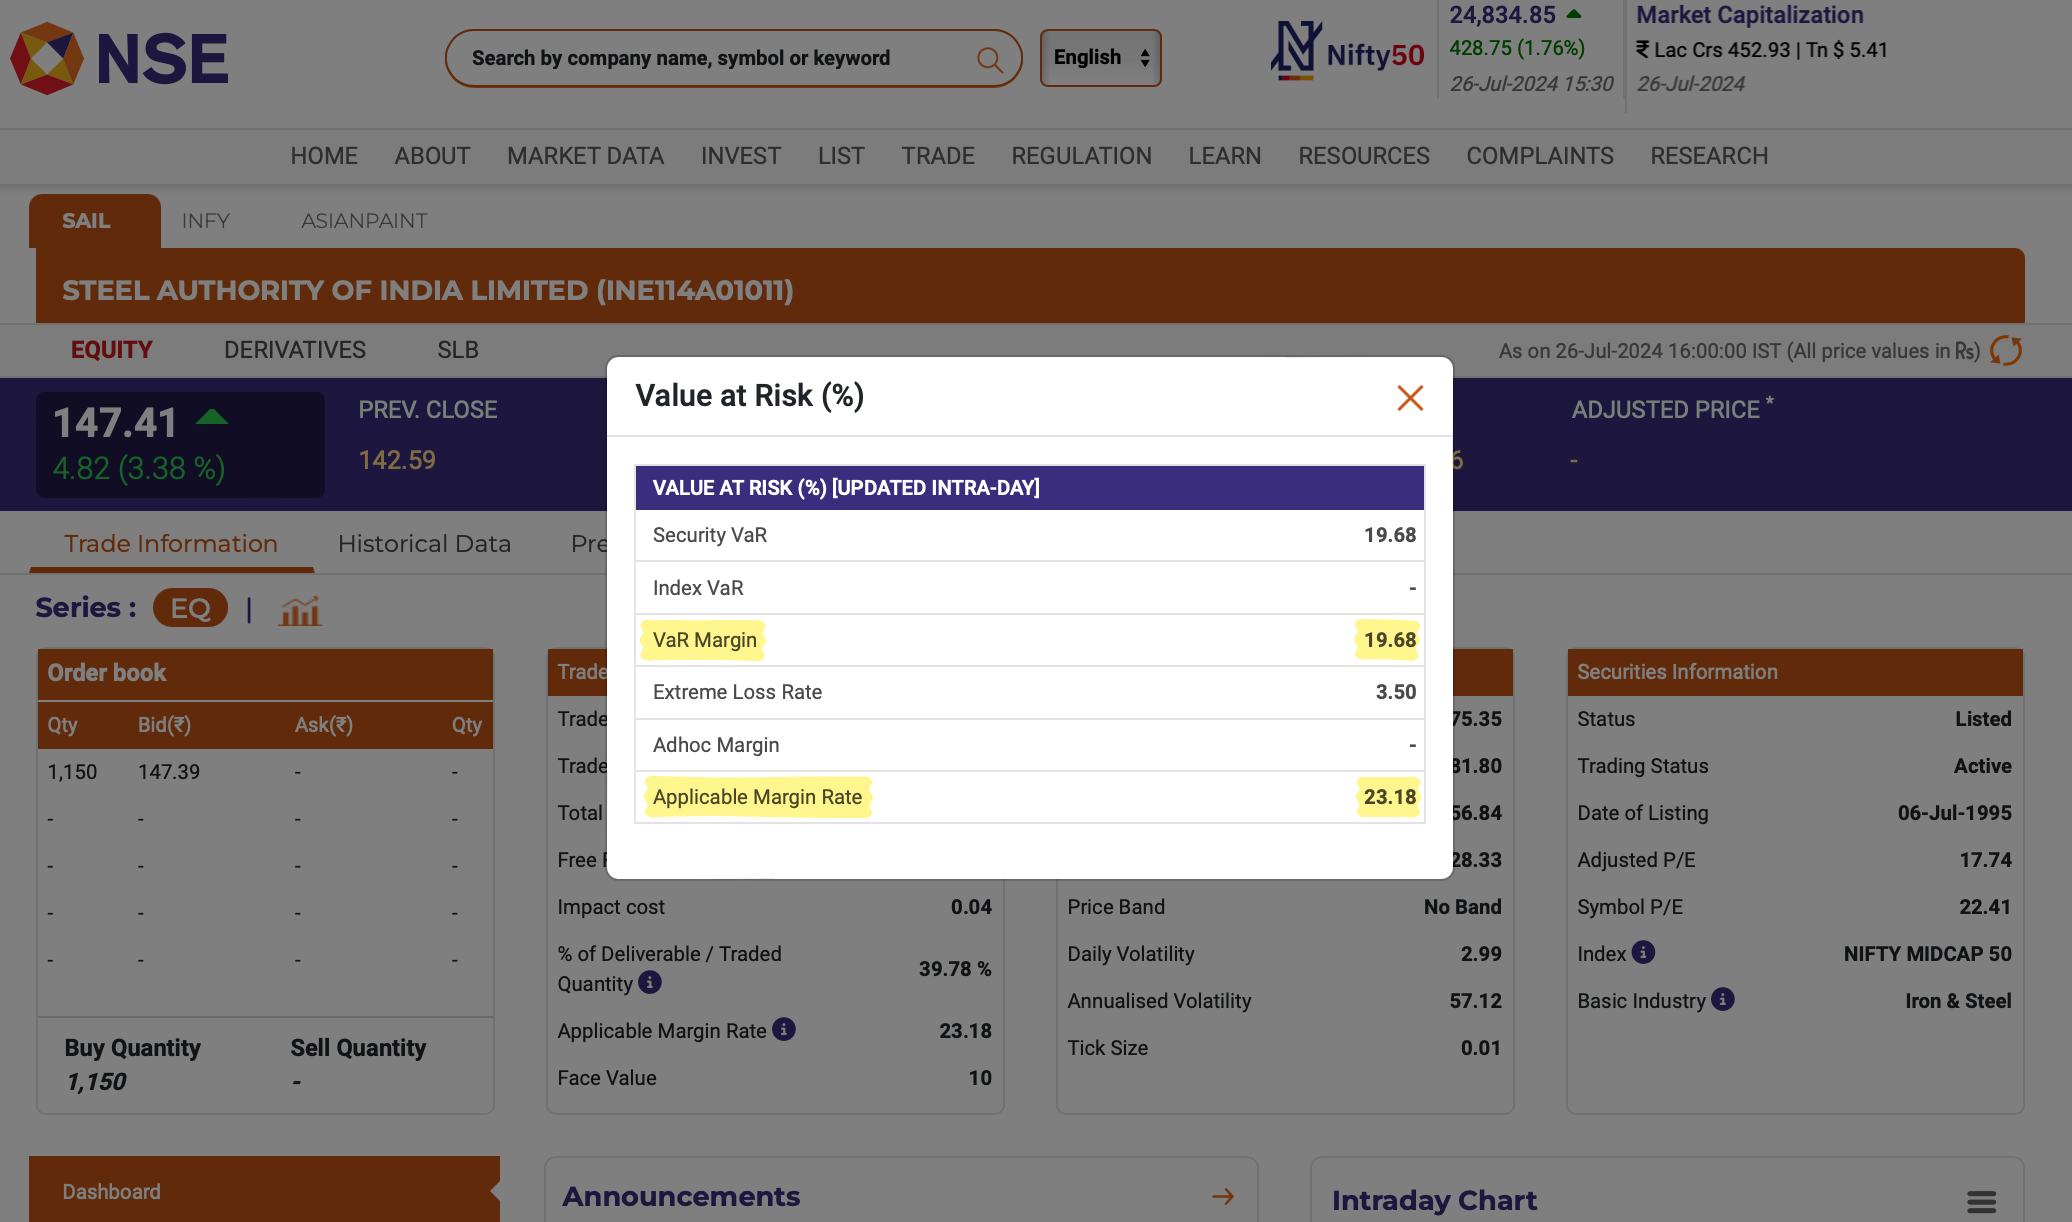 NSE
Search by company name, symbol or keyword
English
Nifty50
24,834.85
428.75 (1.76%)
26-Jul-2024 15:30
Market Capitalization
₹ Lac Crs 452.93 | Tn $ 5.41
26-Jul-2024
HOME ABOUT MARKET DATA INVEST LIST TRADE REGULATION LEARN RESOURCES COMPLAINTS RESEARCH
SAIL INFY ASIANPAINT
STEEL AUTHORITY OF INDIA LIMITED (INE114A01011)
EQUITY DERIVATIVES SLB
As on 26-Jul-2024 16:00:00 IST (All price values in Rs)
147.41
4.82 (3.38 %)
PREV. CLOSE
142.59
6
ADJUSTED PRICE *
-
Value at Risk (%)
VALUE AT RISK (%) [UPDATED INTRA-DAY]
Security VaR 19.68
Index VaR -
VaR Margin 19.68
Extreme Loss Rate 3.50
Adhoc Margin -
Applicable Margin Rate 23.18
Trade Information Historical Data Pre
Series : EQ |
Order book
Qty Bid(₹) Ask(₹) Qty
1,150 147.39 - -
- - - -
- - - -
- - - -
- - - -
Buy Quantity Sell Quantity
1,150 -
Trade
Trade
Trade
Total
Free
Impact cost 0.04
% of Deliverable / Traded
Quantity 39.78 %
Applicable Margin Rate 23.18
Face Value 10
75.35
31.80
56.84
28.33
Price Band No Band
Daily Volatility 2.99
Annualised Volatility 57.12
Tick Size 0.01
Securities Information
Status Listed
Trading Status Active
Date of Listing 06-Jul-1995
Adjusted P/E 17.74
Symbol P/E 22.41
Index NIFTY MIDCAP 50
Basic Industry Iron & Steel
Dashboard
Announcements
Intraday Chart